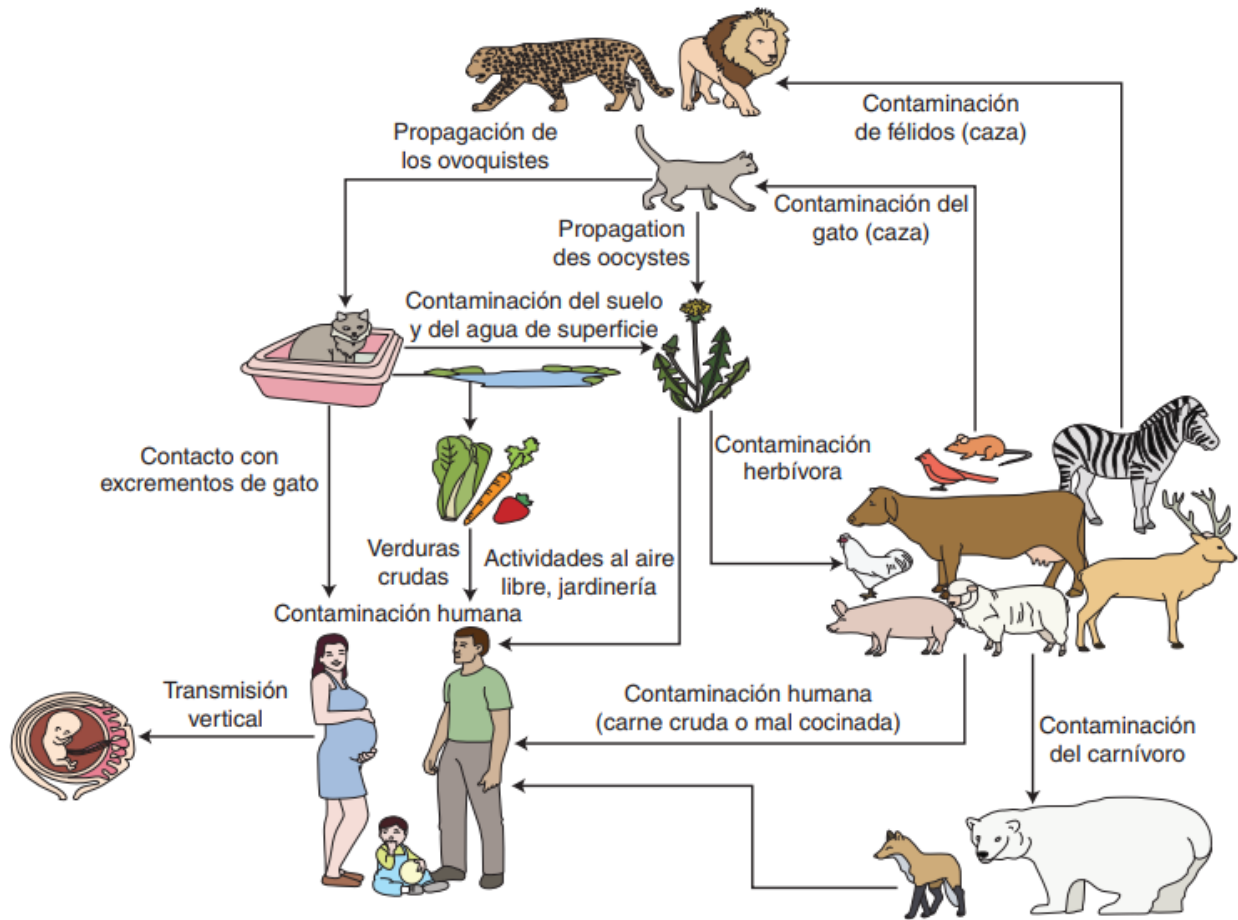 Contaminación
de félidos (caza)
Propagación de
los ovoquistes
Contaminación del
gato (caza)
Propagation
des oocystes
Contaminación del suelo
y del agua de superficie
Contacto con
excrementos de gato
Contaminación
herbívora
Verduras
crudas
Actividades al aire
libre, jardinería
Contaminación humana
Transmisión
vertical
Contaminación humana
(carne cruda o mal cocinada)
Contaminación
del carnívoro